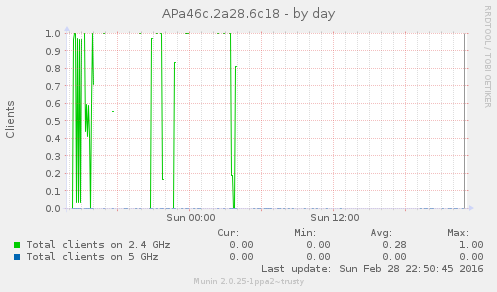 APa46c.2a28.6c18 - by day
RRDTOOL / TOBI OETIKER
Clients
1.0
0.9
0.8
0.7
0.6
0.5
0.4
0.3
0.2
0.1
0.0
Sun 00:00 Sun 12:00
Cur: Min: Avg: Max:
Total clients on 2.4 GHz 0.00 0.00 0.28 1.00
Total clients on 5 GHz 0.00 0.00 0.00 0.00
Last update: Sun Feb 28 22:50:45 2016
Munin 2.0.25-1ppa2~trusty